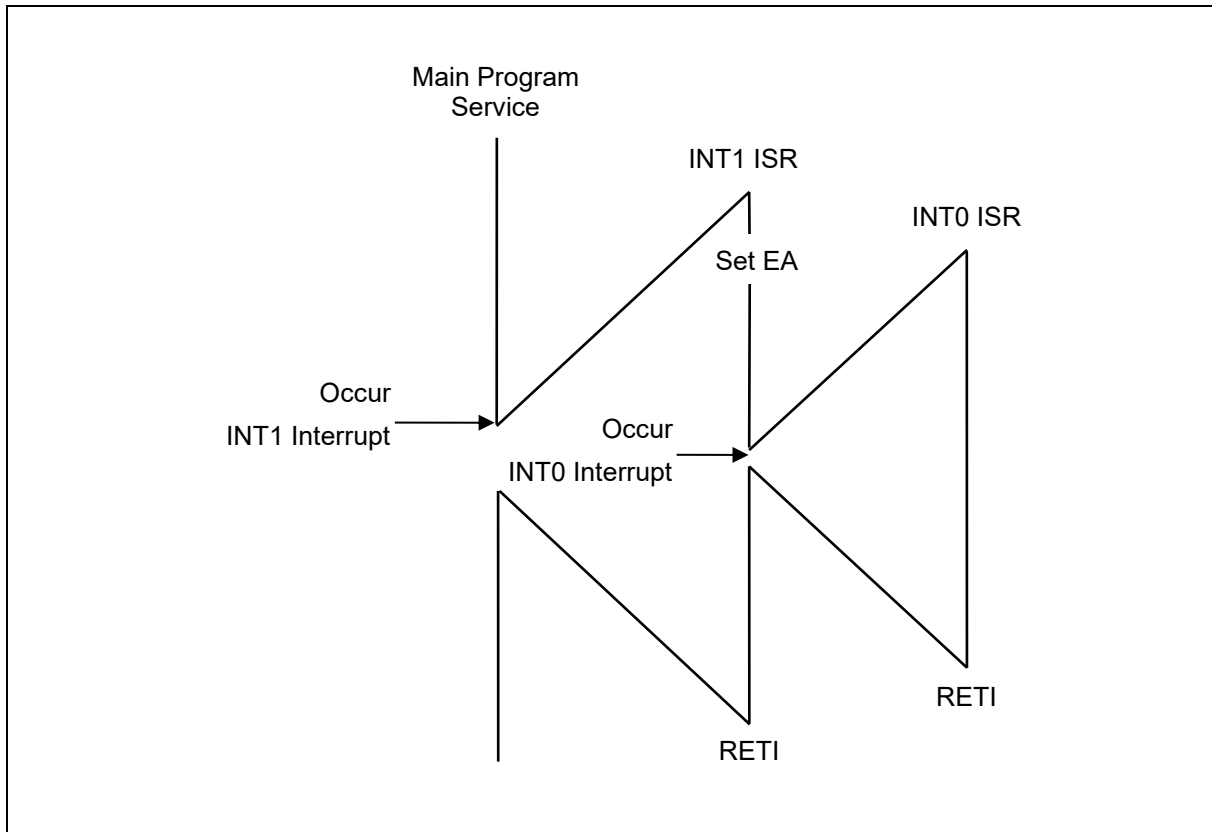 Main Program
Service
INT1 ISR
INT0 ISR
Set EA
Occur
INT1 Interrupt
Occur
INT0 Interrupt
RETI
RETI